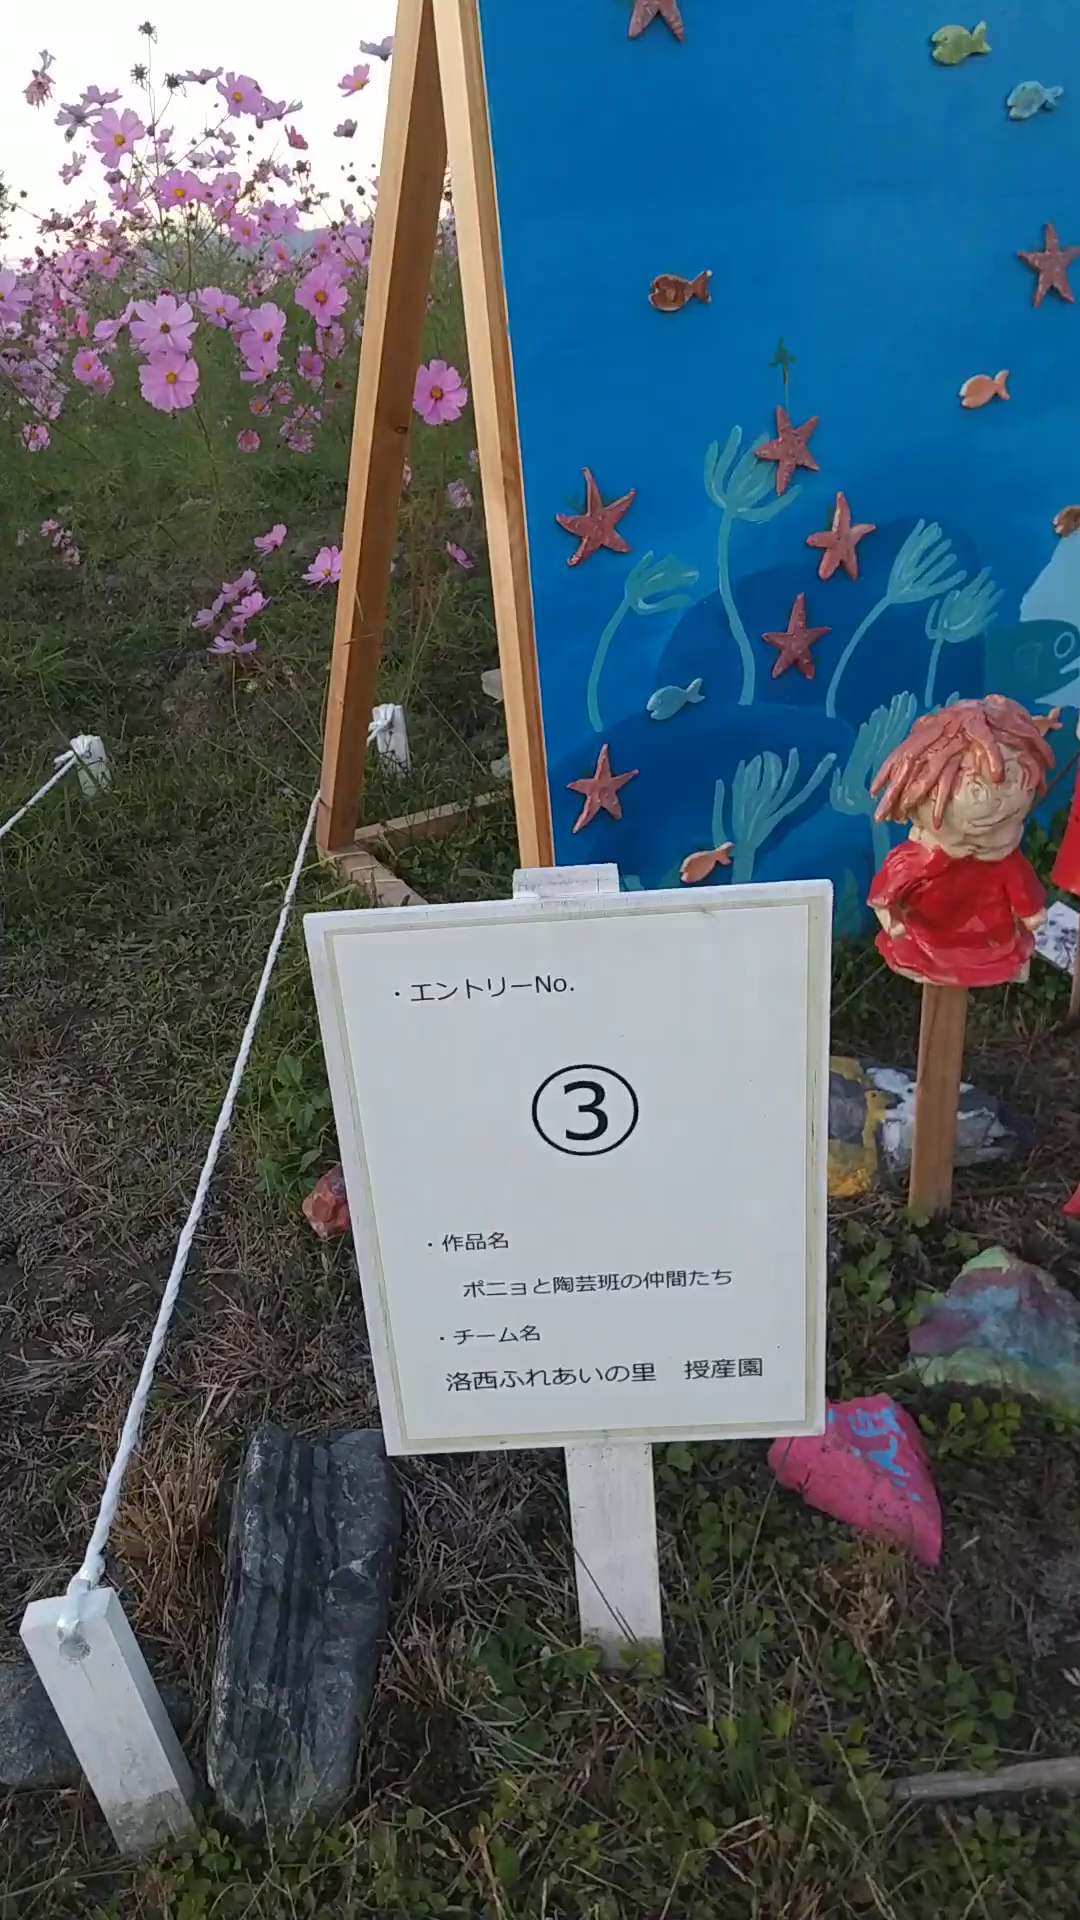 ・エントリーNo.
③
・作品名
ポニョと陶芸班の仲間たち
・チーム名
洛西ふれあいの里　授産園